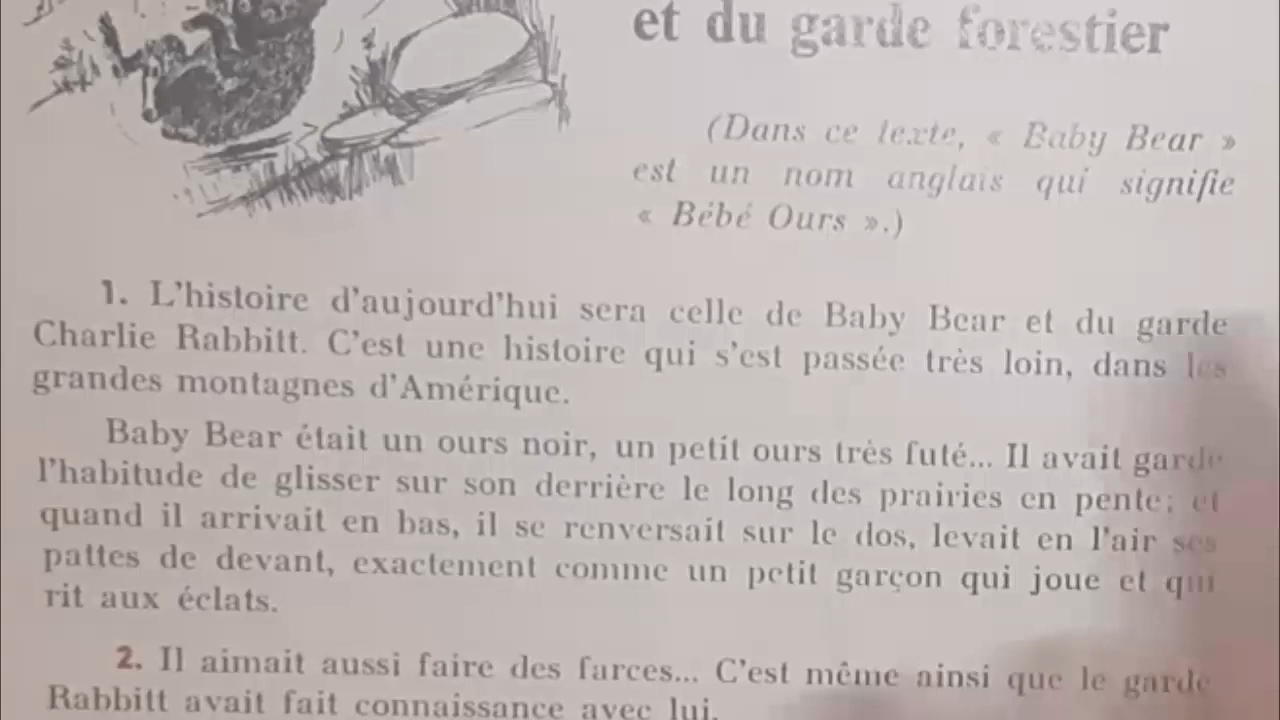 et du garde forestier
(Dans ce texte, « Baby Bear »
est un nom anglais qui signifie
« Bébé Ours ».)
1. L'histoire d'aujourd'hui sera celle de Baby Bear et du garde
Charlie Rabbitt. C'est une histoire qui s'est passée très loin, dans les
grandes montagnes d'Amérique.
Baby Bear était un ours noir, un petit ours très futé... Il avait gardé
l'habitude de glisser sur son derrière le long des prairies en pente; et
quand il arrivait en bas, il se renversait sur le dos, levait en l'air ses
pattes de devant, exactement comme un petit garçon qui joue et qui
rit aux éclats.
2. Il aimait aussi faire des farces... C'est même ainsi que le garde
Rabbitt avait fait connaissance avec lui.